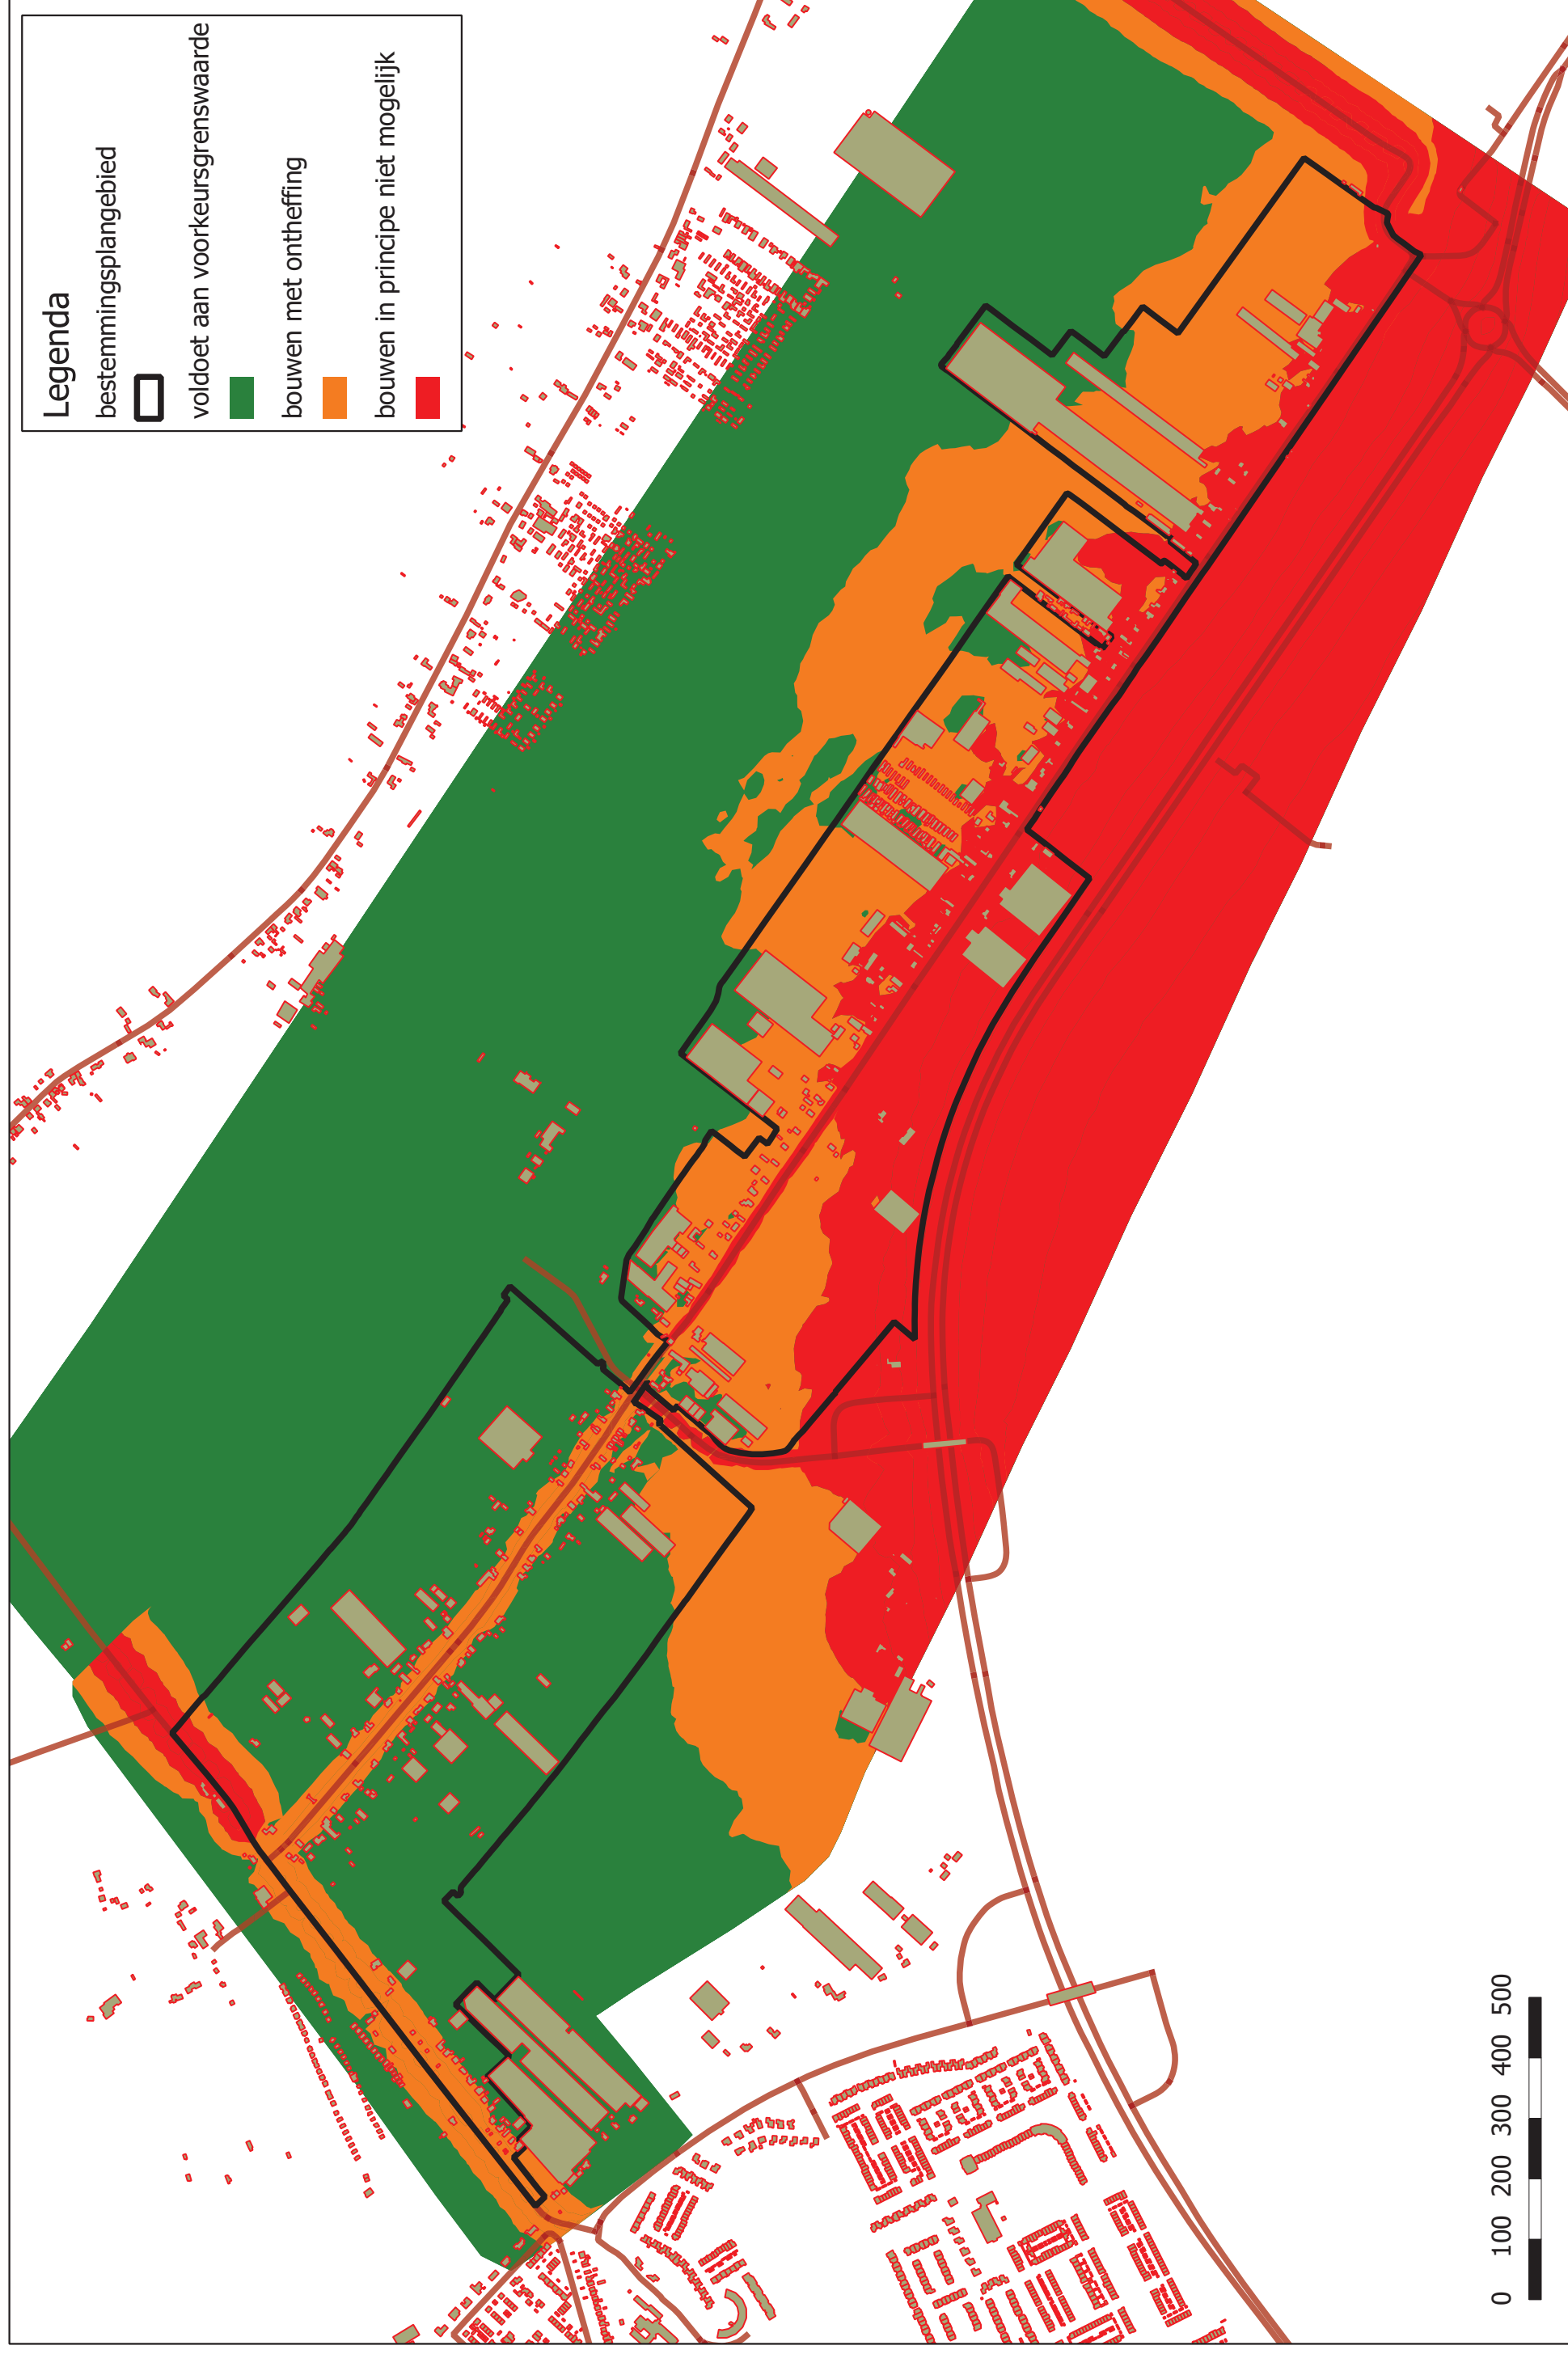 Legenda
bestemmingsplangebied
voldoet aan voorkeursgrenswaarde
bouwen met ontheffing
bouwen in principe niet mogelijk
0 100 200 300 400 500